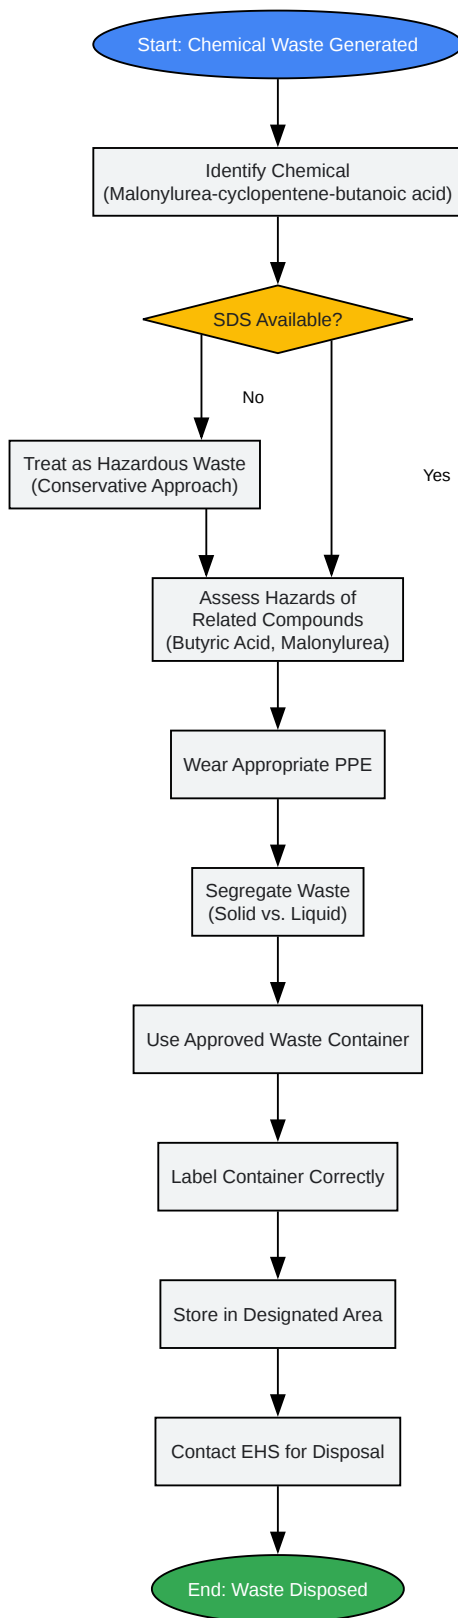 Start: Chemical Waste Generated
Identify Chemical
(Malonylurea-cyclopentene-butanoic acid)
SDS Available?
No
Treat as Hazardous Waste
(Conservative Approach)
Yes
Assess Hazards of
Related Compounds
(Butyric Acid, Malonylurea)
Wear Appropriate PPE
Segregate Waste
(Solid vs. Liquid)
Use Approved Waste Container
Label Container Correctly
Store in Designated Area
Contact EHS for Disposal
End: Waste Disposed